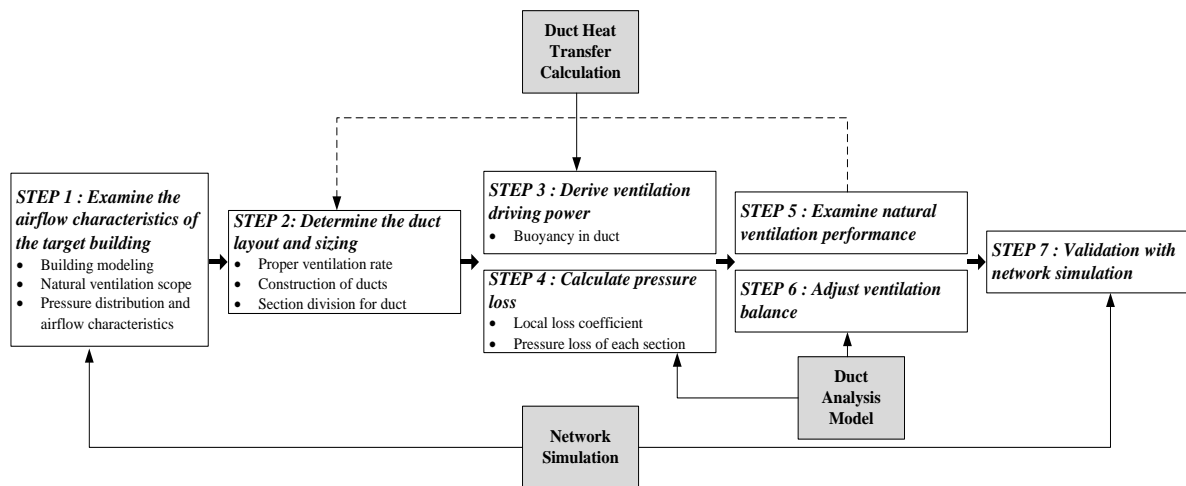 Duct Heat
Transfer
Calculation
STEP 1 : Examine the
airflow characteristics of
the target building
• Building modeling
• Natural ventilation scope
• Pressure distribution and
airflow characteristics
STEP 2: Determine the duct
layout and sizing
• Proper ventilation rate
• Construction of ducts
• Section division for duct
STEP 3 : Derive ventilation
driving power
• Buoyancy in duct
STEP 4 : Calculate pressure
loss
• Local loss coefficient
• Pressure loss of each section
STEP 5 : Examine natural
ventilation performance
STEP 6 : Adjust ventilation
balance
STEP 7 : Validation with
network simulation
Duct
Analysis
Model
Network
Simulation